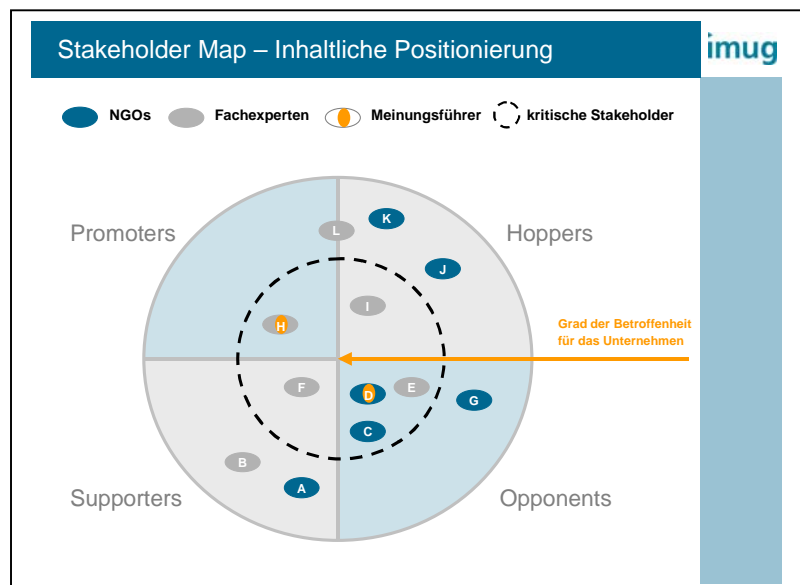 Stakeholder Map – Inhaltliche Positionierung
imug
NGOs Fachexperten Meinungsführer kritische Stakeholder
Promoters
Hoppers
K
L
J
I
H
Grad der Betroffenheit
für das Unternehmen
F
D
E
G
C
B
A
Supporters
Opponents